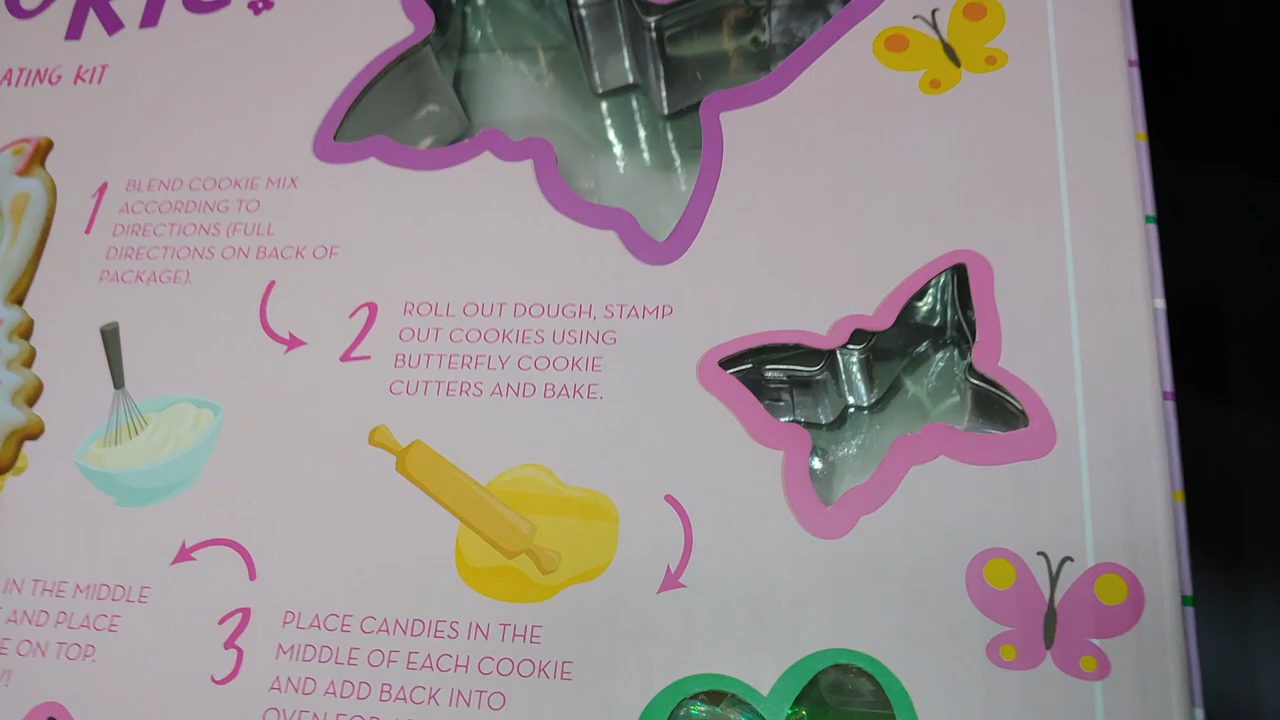 ATING KIT
1
BLEND COOKIE MIX
ACCORDING TO
DIRECTIONS (FULL
DIRECTIONS ON BACK OF
PACKAGE).
2
ROLL OUT DOUGH, STAMP
OUT COOKIES USING
BUTTERFLY COOKIE
CUTTERS AND BAKE.
3
PLACE CANDIES IN THE
MIDDLE OF EACH COOKIE
AND ADD BACK INTO
IN THE MIDDLE
AND PLACE
ON TOP.